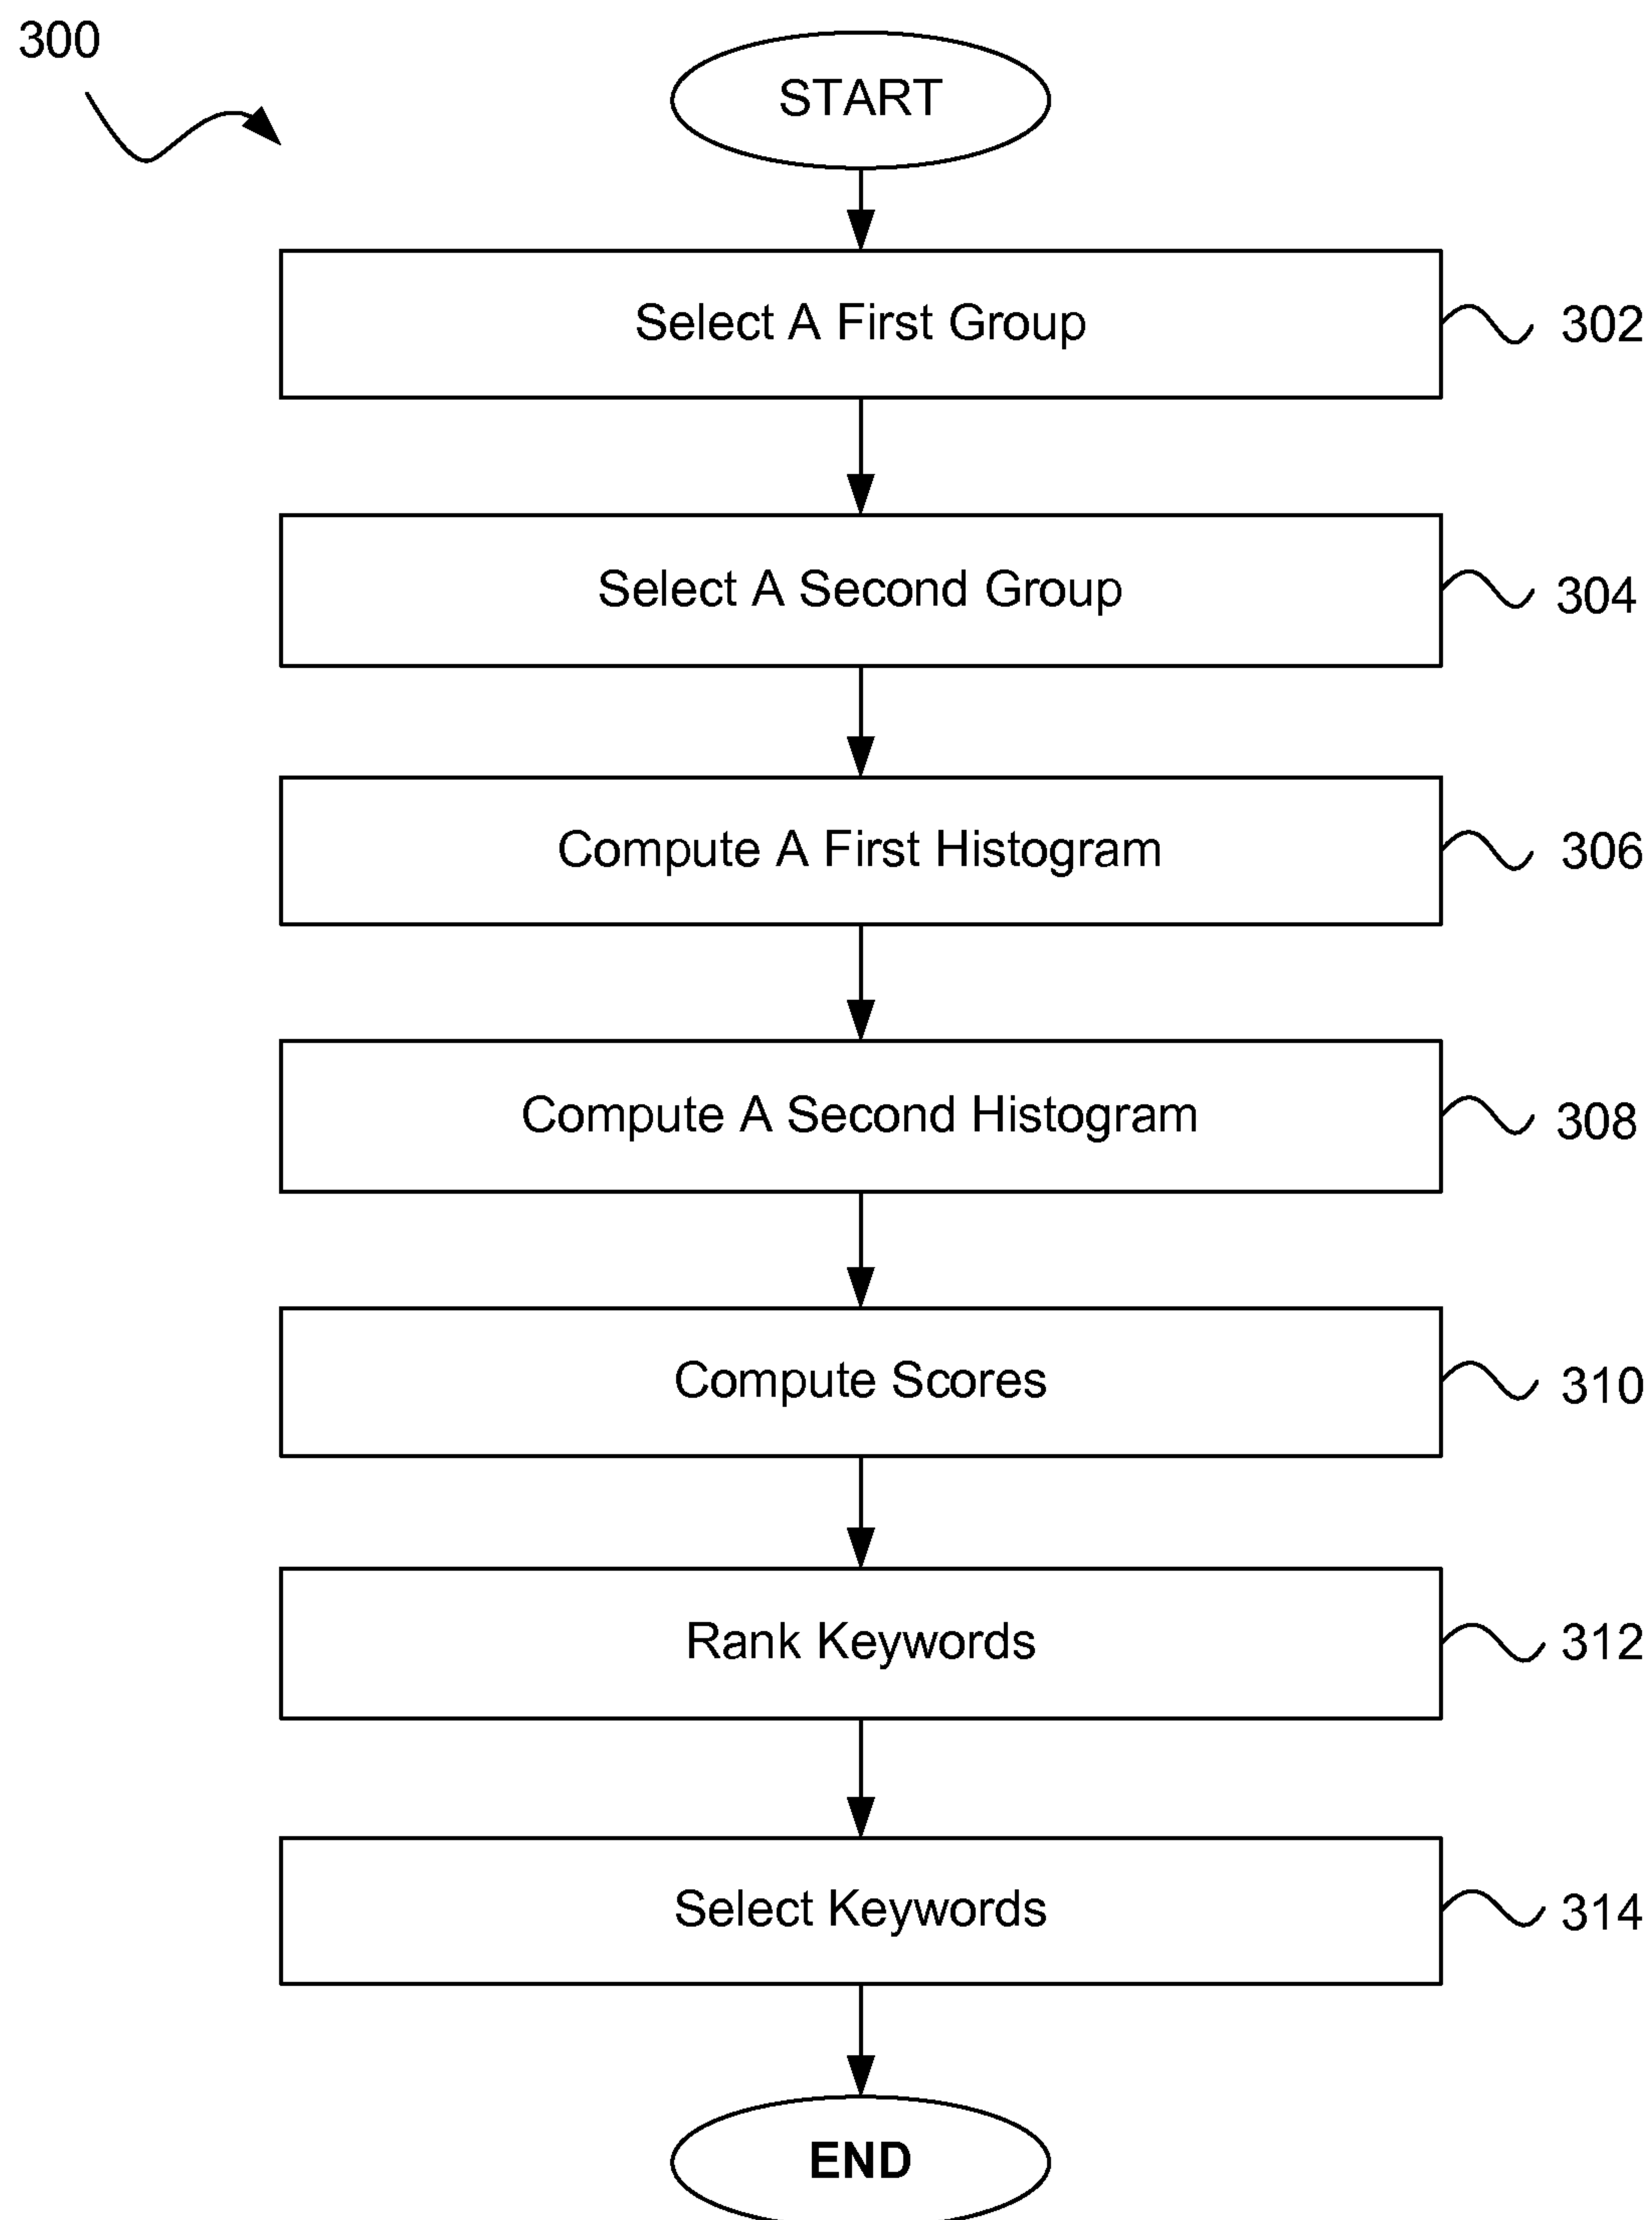 300
START
Select A First Group
302
Select A Second Group
304
Compute A First Histogram
306
Compute A Second Histogram
308
Compute Scores
310
Rank Keywords
312
Select Keywords
314
END